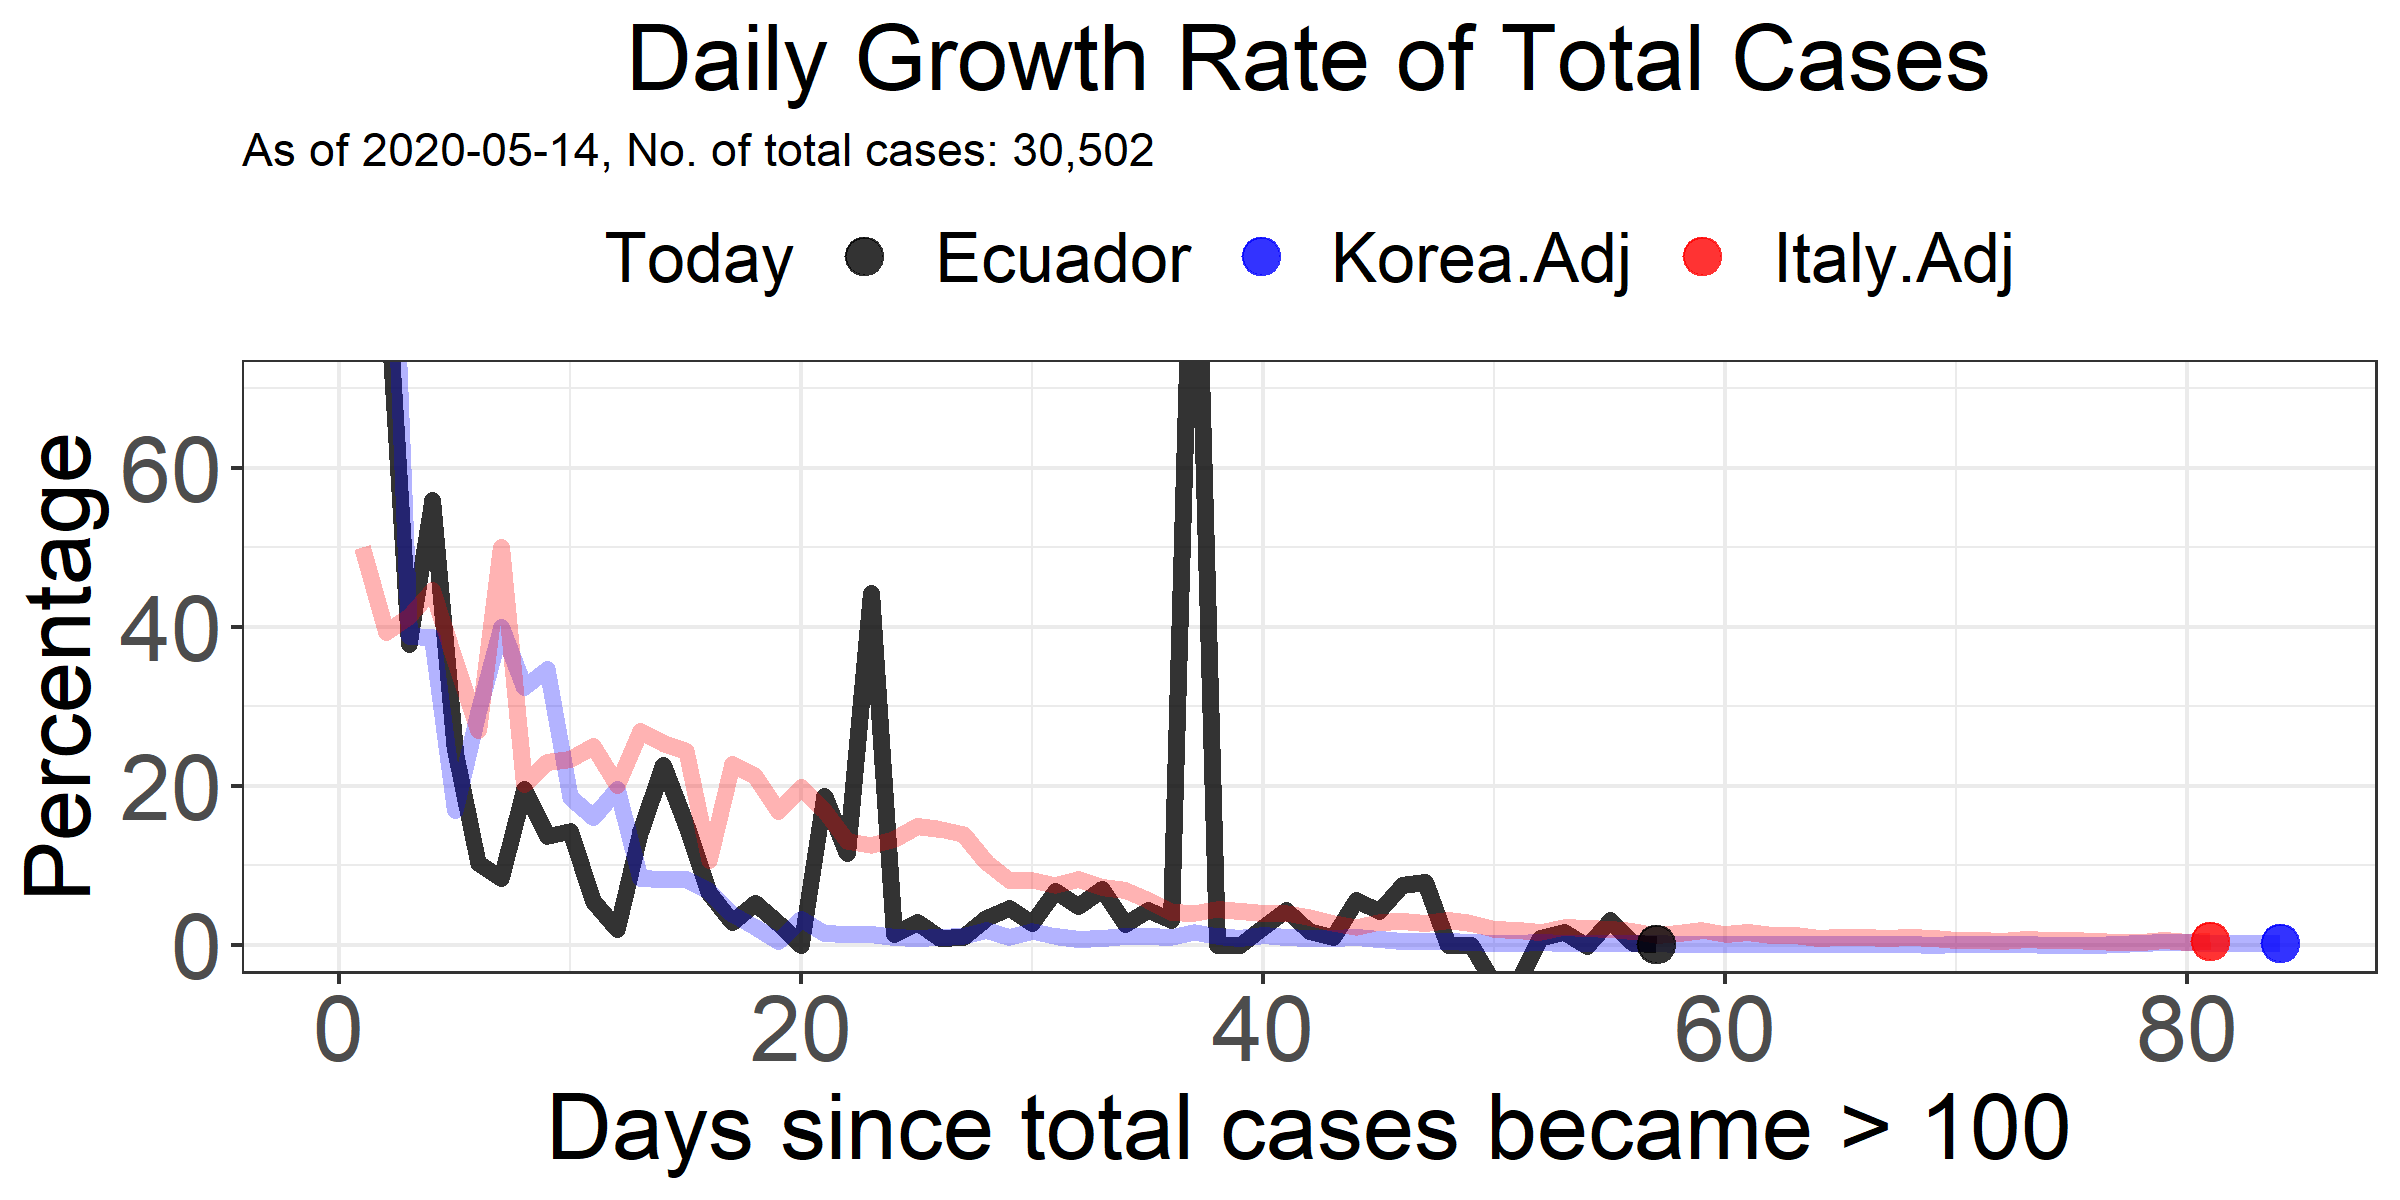 Daily Growth Rate of Total Cases
As of 2020-05-14, No. of total cases: 30,502
Today Ecuador Korea.Adj Italy.Adj
Percentage
60
40
20
0
0 20 40 60 80
Days since total cases became > 100